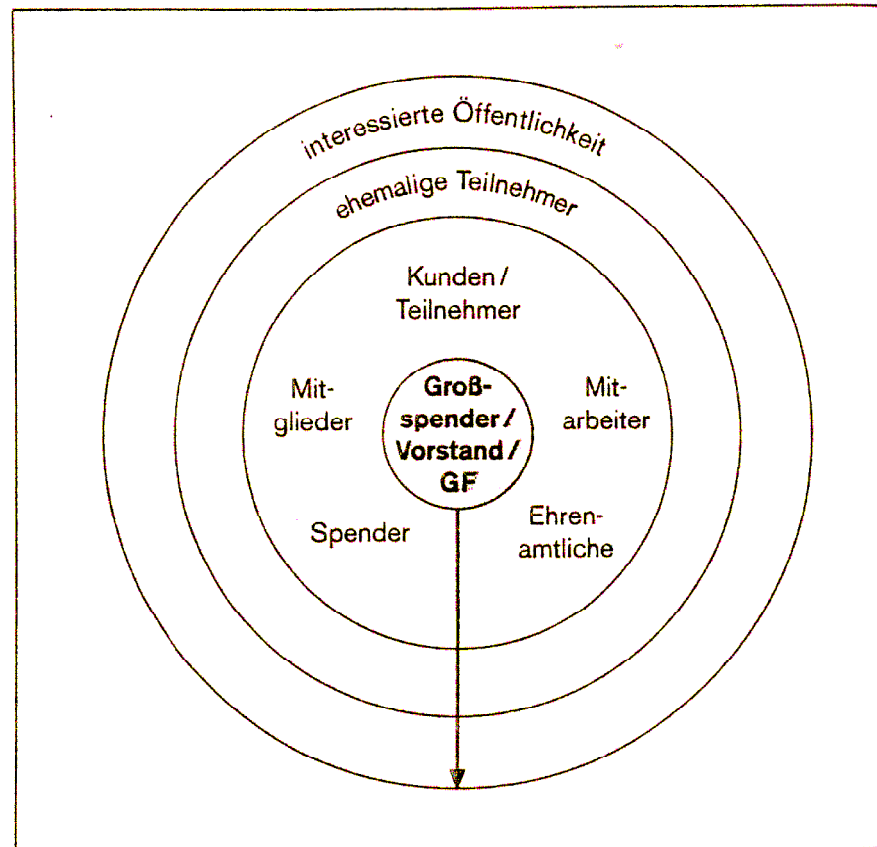 interessierte Öffentlichkeit
ehemalige Teilnehmer
Kunden/
Teilnehmer
Mit-
glieder
Groß-
spender/
Vorstand/
GF
Mit-
arbeiter
Spender
Ehren-
amtliche